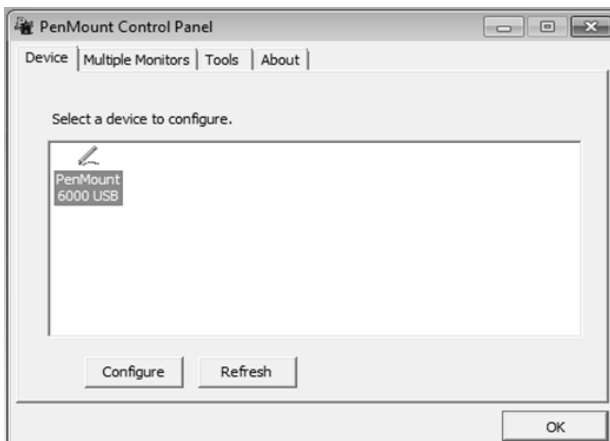 PenMount Control Panel
Device Multiple Monitors Tools About
Select a device to configure.
PenMount
6000 USB
Configure Refresh
OK